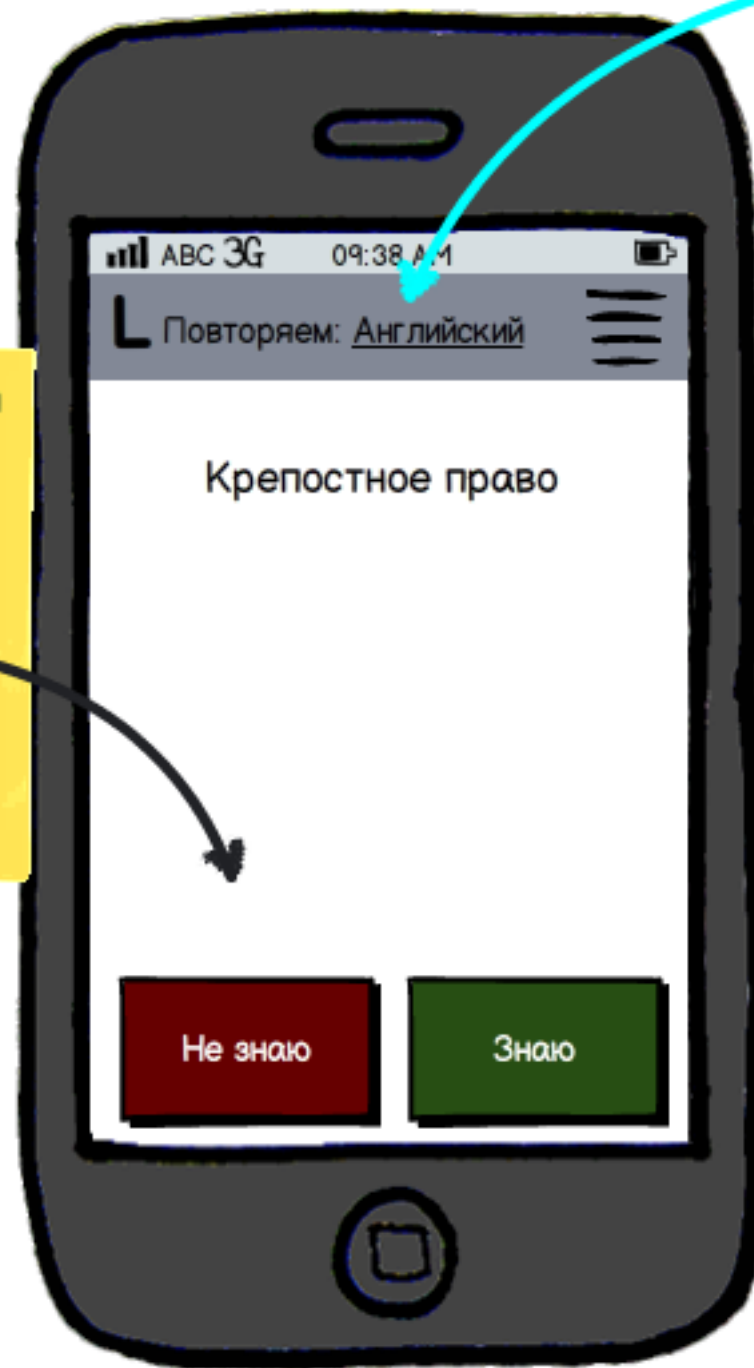 ABC 3G 09:38 AM
L Повторяем: Английский
Крепостное право
Не знаю
Знаю